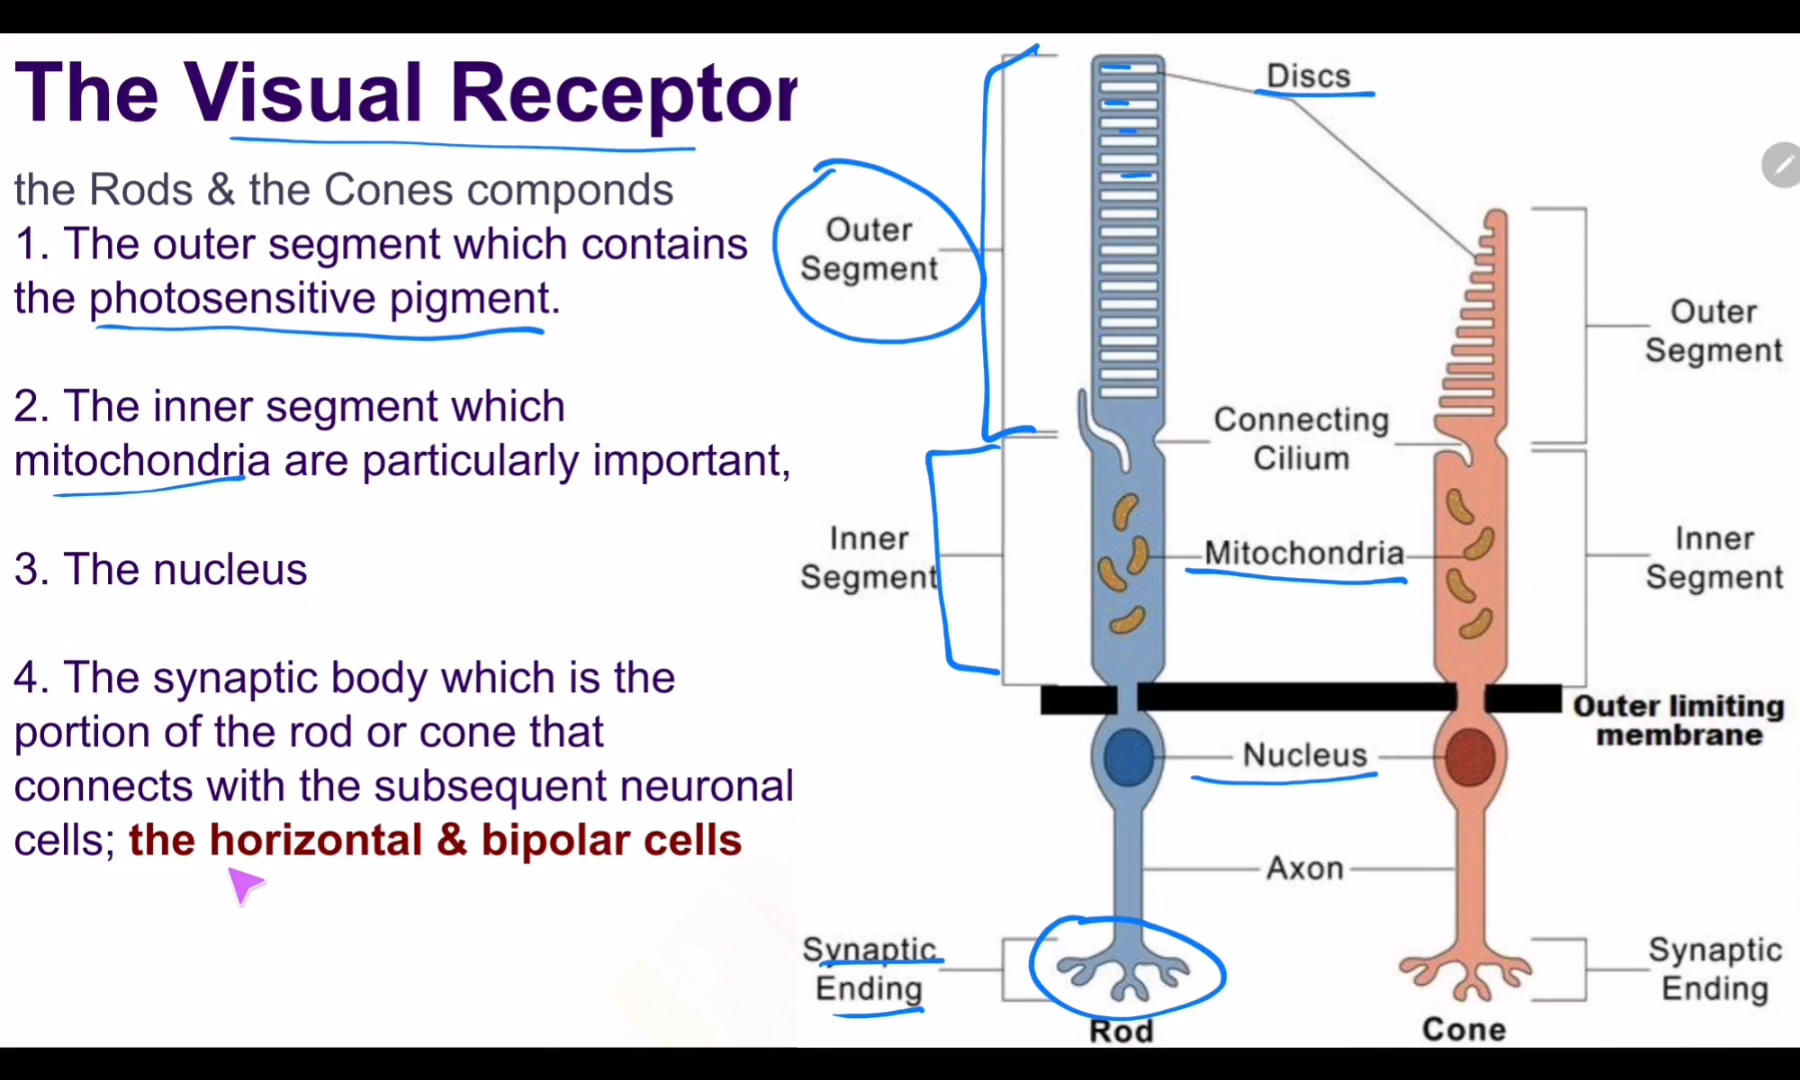 The Visual Receptor
the Rods & the Cones componds
1. The outer segment which contains
the photosensitive pigment.
2. The inner segment which
mitochondria are particularly important,
3. The nucleus
4. The synaptic body which is the
portion of the rod or cone that
connects with the subsequent neuronal
cells; the horizontal & bipolar cells
Discs
Outer
Segment
Outer
Segment
Connecting
Cilium
Inner
Segment
Mitochondria
Inner
Segment
Outer limiting
membrane
Nucleus
Axon
Synaptic
Ending
Synaptic
Ending
Rod
Cone